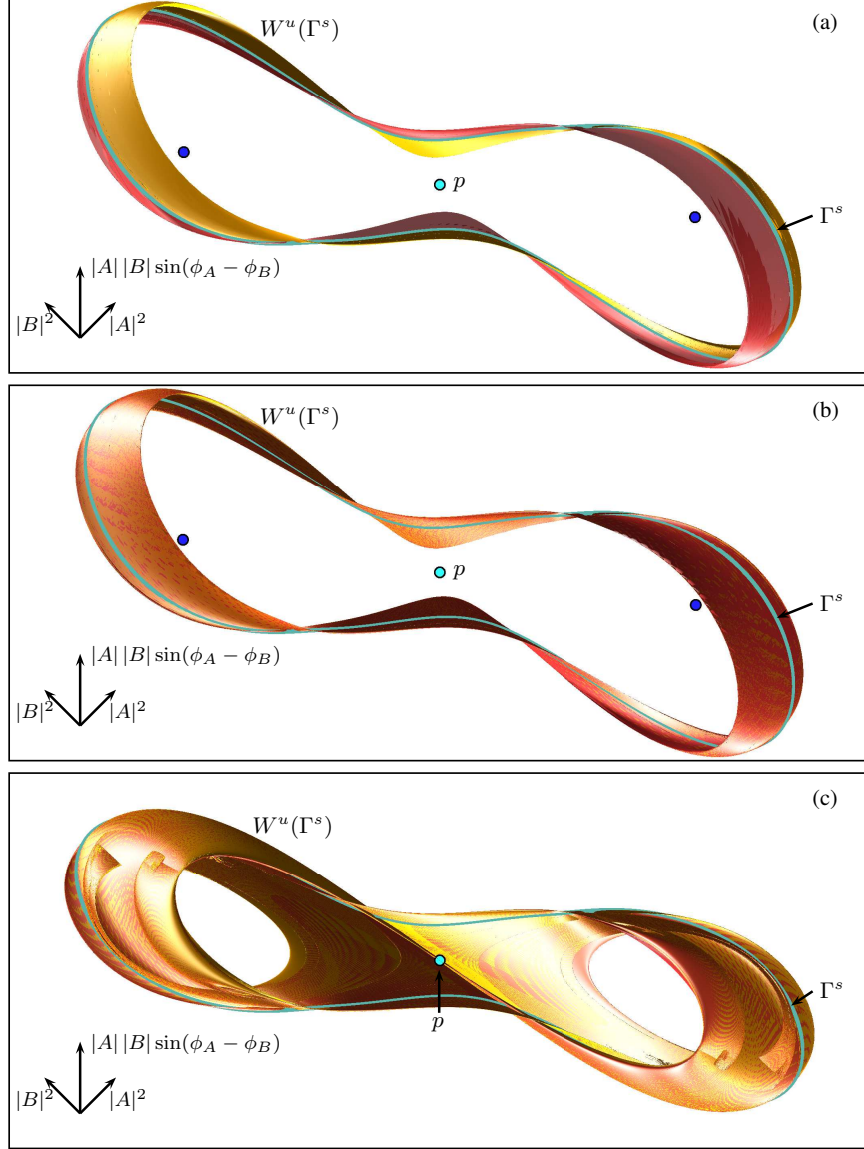 W^u(Γ^s) (a)
p
Γ^s
|A| |B| sin(ϕ_A − ϕ_B)
|B|^2 |A|^2
W^u(Γ^s) (b)
p
Γ^s
|A| |B| sin(ϕ_A − ϕ_B)
|B|^2 |A|^2
(c)
W^u(Γ^s)
Γ^s
p
|A| |B| sin(ϕ_A − ϕ_B)
|B|^2 |A|^2